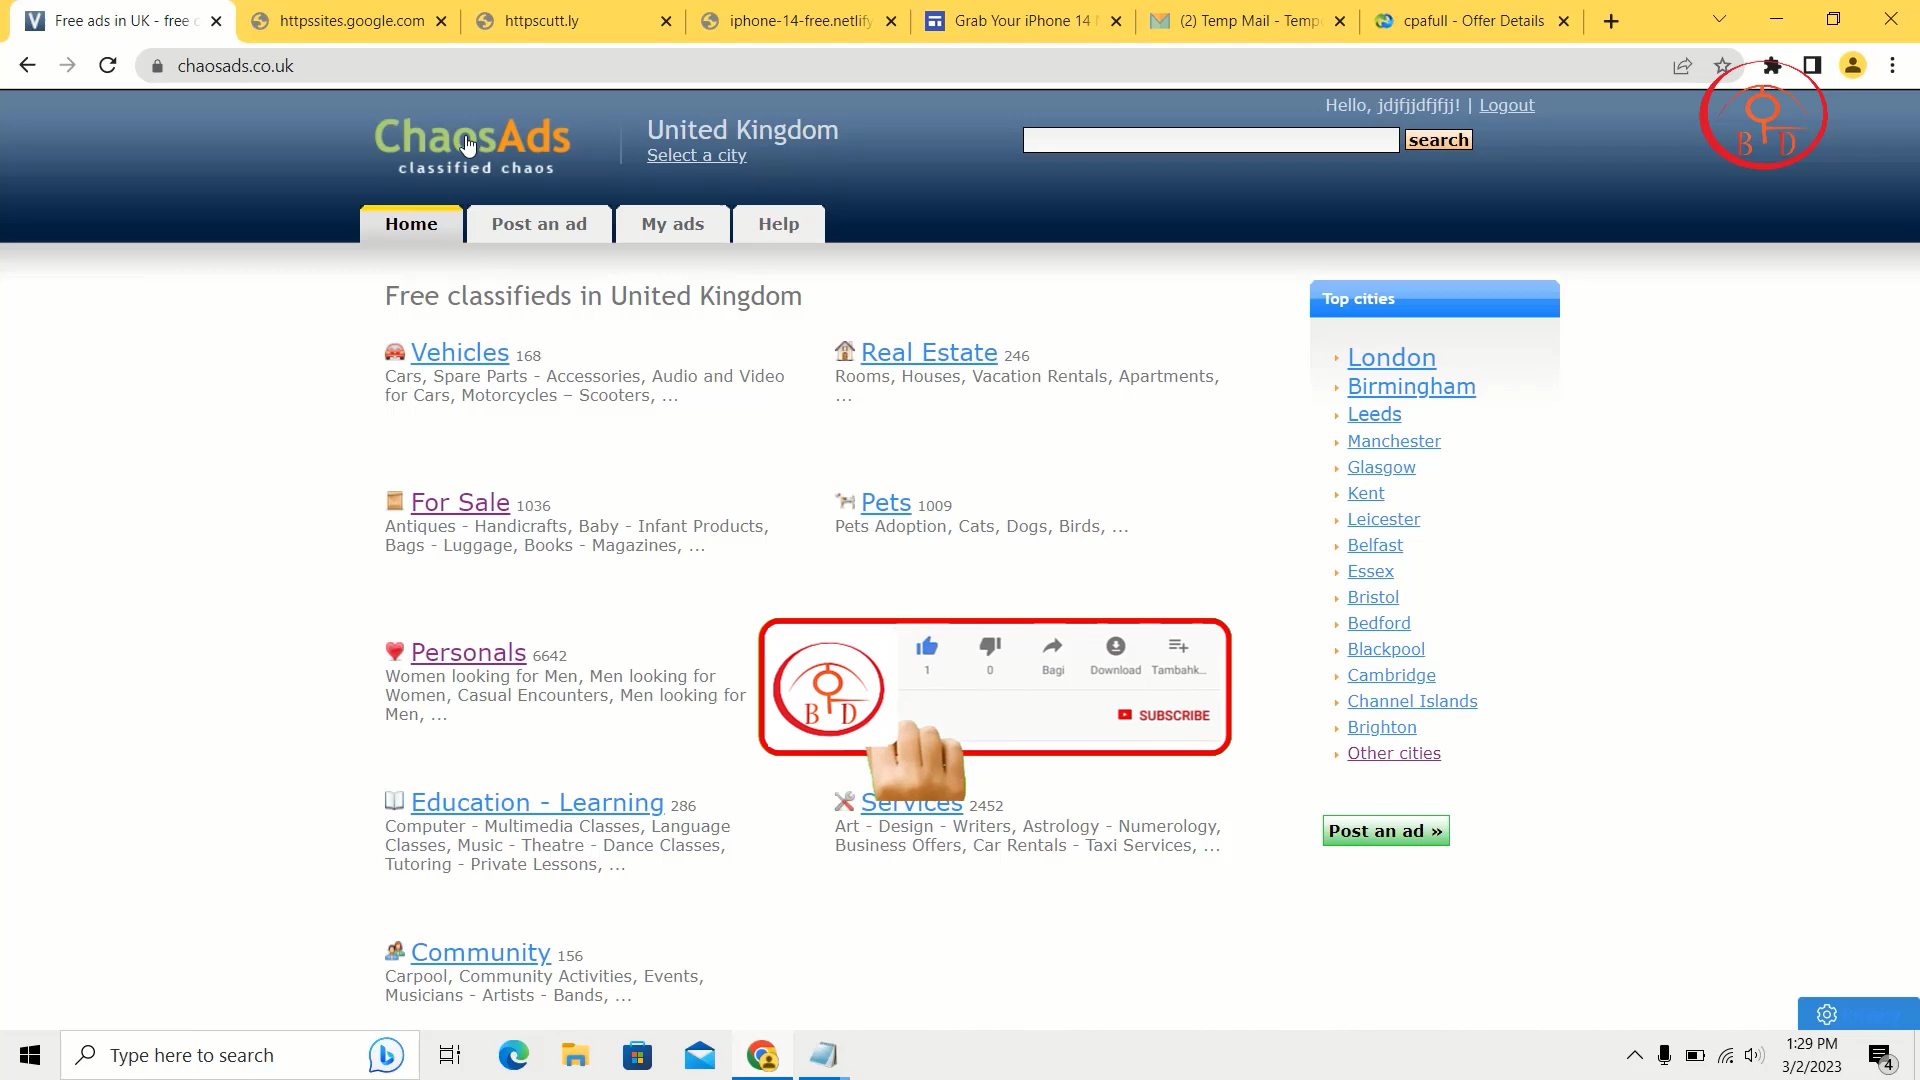 Free ads in UK - free c
httpssites.google.com
httpscutt.ly
iphone-14-free.netlify
Grab Your iPhone 14
(2) Temp Mail - Temp
cpafull - Offer Details
chaosads.co.uk
Hello, jdjfjjdfjfjj! | Logout
ChaosAds
classified chaos
United Kingdom
Select a city
search
B D
Home
Post an ad
My ads
Help
Free classifieds in United Kingdom
Vehicles 168
Cars, Spare Parts - Accessories, Audio and Video
for Cars, Motorcycles – Scooters, ...
Real Estate 246
Rooms, Houses, Vacation Rentals, Apartments,
...
For Sale 1036
Antiques - Handicrafts, Baby - Infant Products,
Bags - Luggage, Books - Magazines, ...
Pets 1009
Pets Adoption, Cats, Dogs, Birds, ...
Personals 6642
Women looking for Men, Men looking for
Women, Casual Encounters, Men looking for
Men, ...
B D
1
0
Bagi
Download
Tambahk...
SUBSCRIBE
Education - Learning 286
Computer - Multimedia Classes, Language
Classes, Music - Theatre - Dance Classes,
Tutoring - Private Lessons, ...
Services 2452
Art - Design - Writers, Astrology - Numerology,
Business Offers, Car Rentals - Taxi Services, ...
Community 156
Carpool, Community Activities, Events,
Musicians - Artists - Bands, ...
Top cities
London
Birmingham
Leeds
Manchester
Glasgow
Kent
Leicester
Belfast
Essex
Bristol
Bedford
Blackpool
Cambridge
Channel Islands
Brighton
Other cities
Post an ad »
Type here to search
1:29 PM
3/2/2023
4